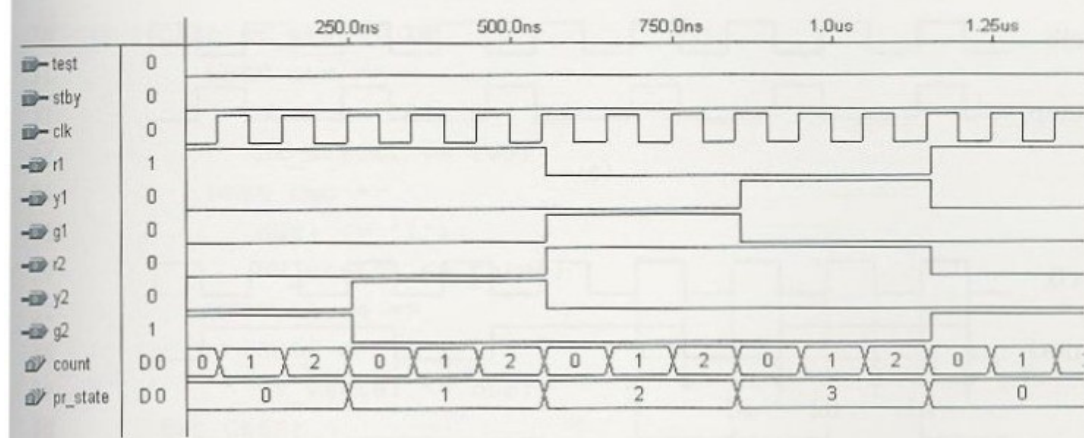 250.0ns 500.0ns 750.0ns 1.0us 1.25us
test 0
stby 0
clk 0
r1 1
y1 0
g1 0
r2 0
y2 0
g2 1
count D 0 0 1 2 0 1 2 0 1 2 0 1 2 0 1
pr_state D 0 0 1 2 3 0